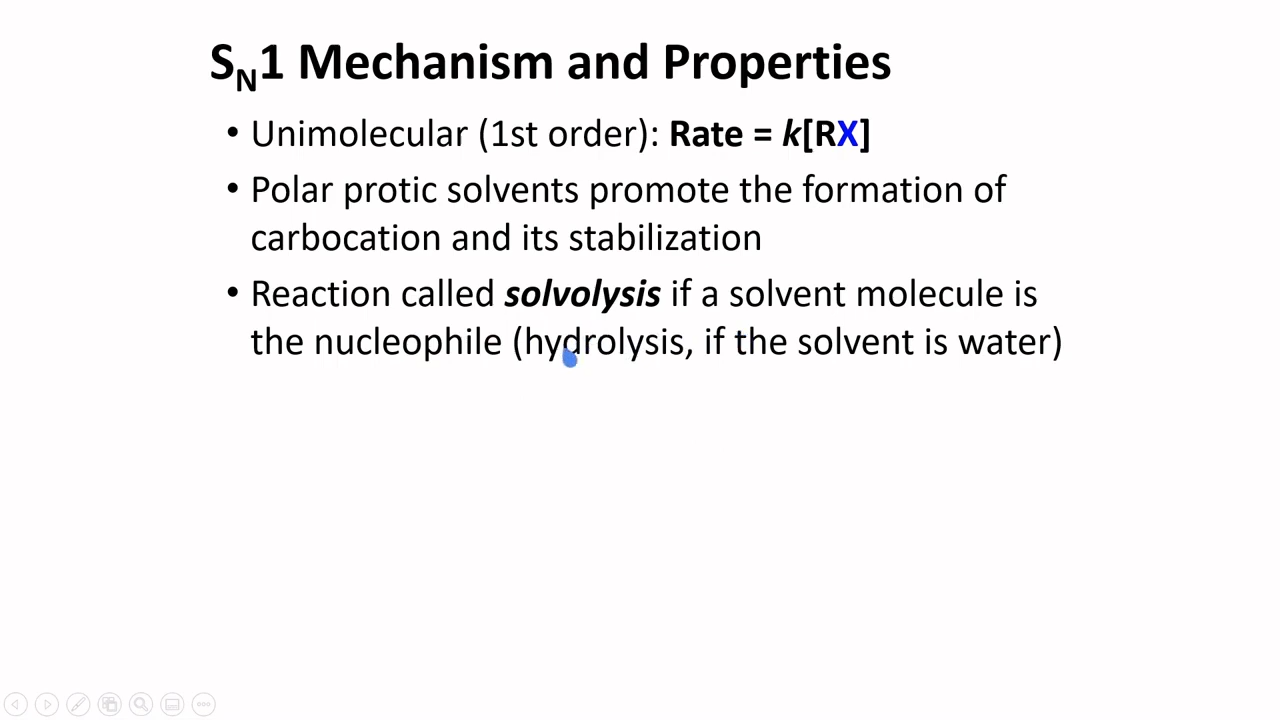 S_N1 Mechanism and Properties
• Unimolecular (1st order): Rate = k[RX]
• Polar protic solvents promote the formation of
carbocation and its stabilization
• Reaction called solvolysis if a solvent molecule is
the nucleophile (hydrolysis, if the solvent is water)